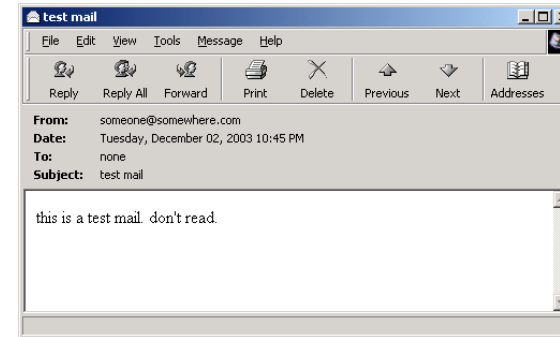 test mail
File Edit View Tools Message Help
Reply Reply All Forward Print Delete Previous Next Addresses
From: someone@somewhere.com
Date: Tuesday, December 02, 2003 10:45 PM
To: none
Subject: test mail
this is a test mail. don't read.